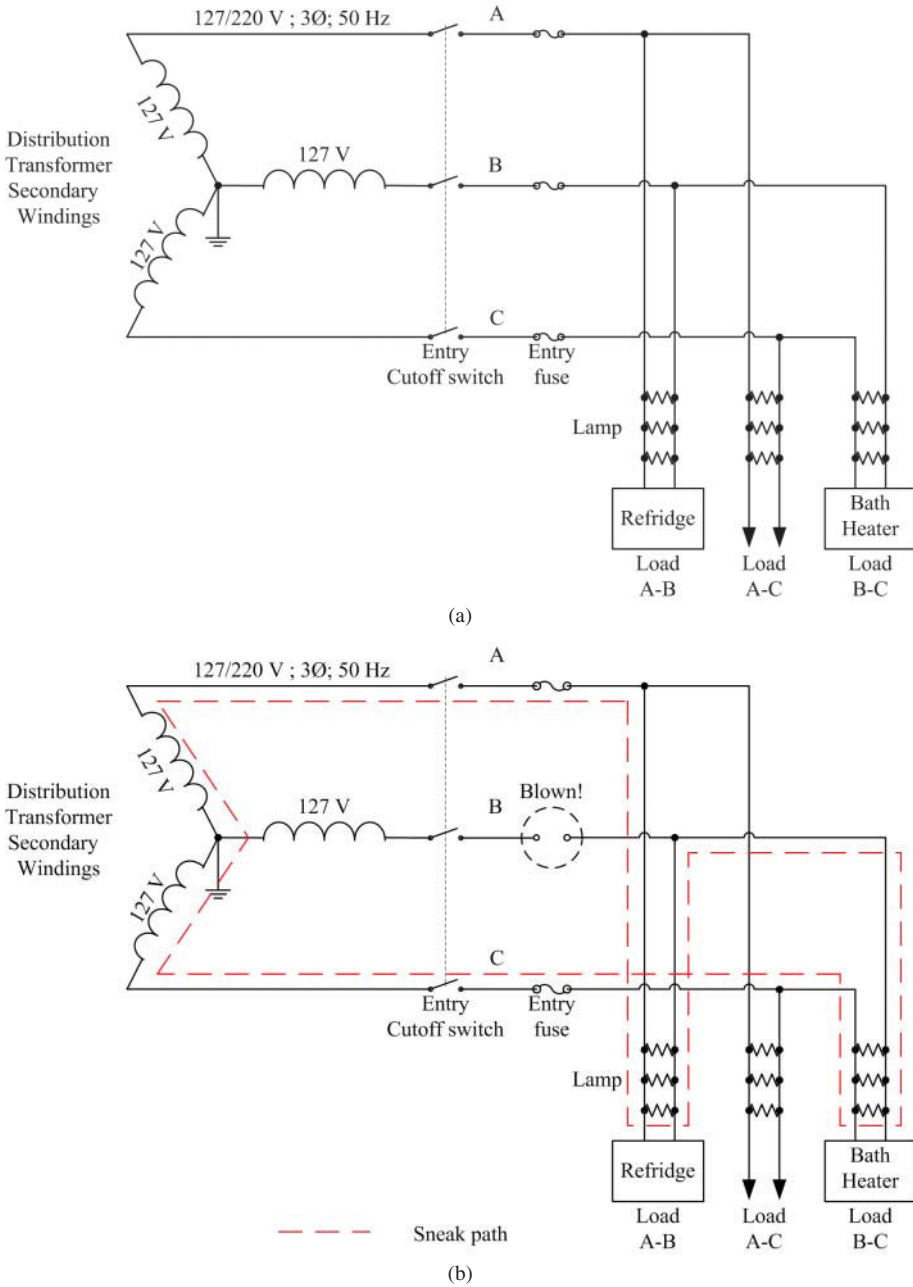 127/220 V ; 3Ø; 50 Hz
A
127 V
Distribution
Transformer
Secondary
Windings
127 V
B
127 V
C
Entry
Cutoff switch
Entry
fuse
Lamp
Refridge
Bath
Heater
Load
A-B
Load
A-C
Load
B-C
(a)
127/220 V ; 3Ø; 50 Hz
A
127 V
Distribution
Transformer
Secondary
Windings
127 V
B
Blown!
127 V
C
Entry
Cutoff switch
Entry
fuse
Lamp
Refridge
Bath
Heater
Load
A-B
Load
A-C
Load
B-C
Sneak path
(b)